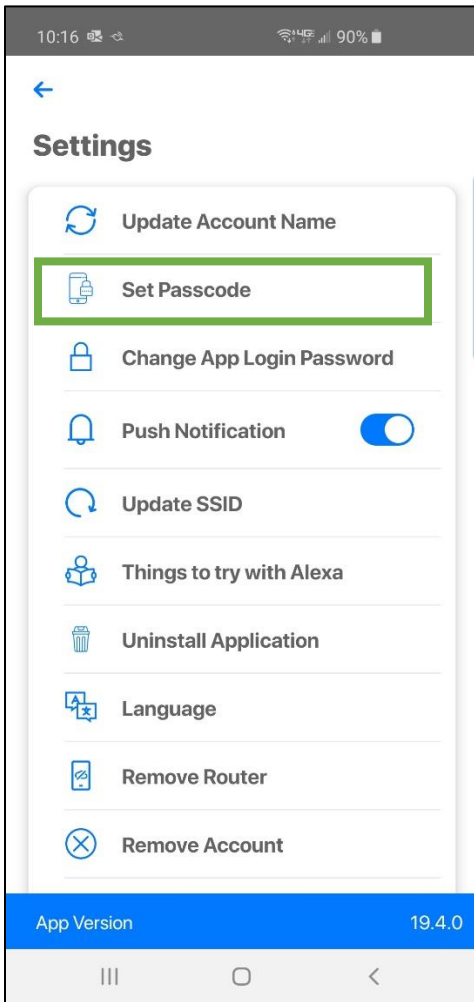 10:16 4GE 90%
Settings
Update Account Name
Set Passcode
Change App Login Password
Push Notification
Update SSID
Things to try with Alexa
Uninstall Application
Language
Remove Router
Remove Account
App Version 19.4.0